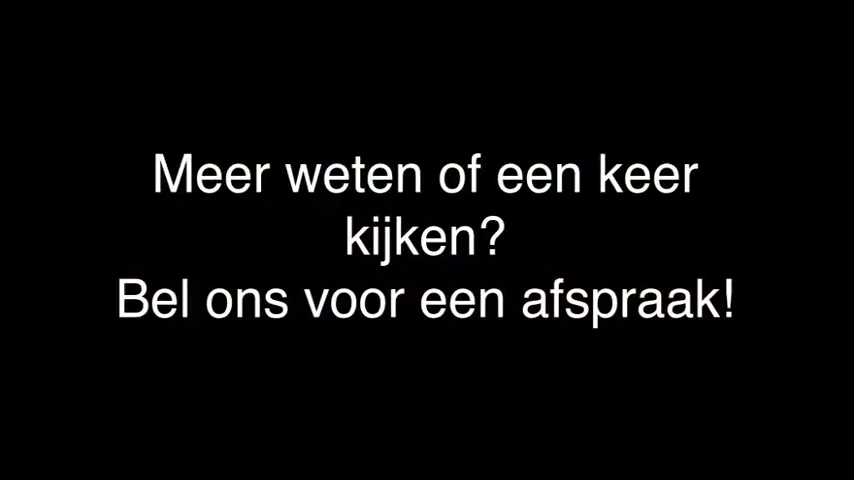 Meer weten of een keer
kijken?
Bel ons voor een afspraak!